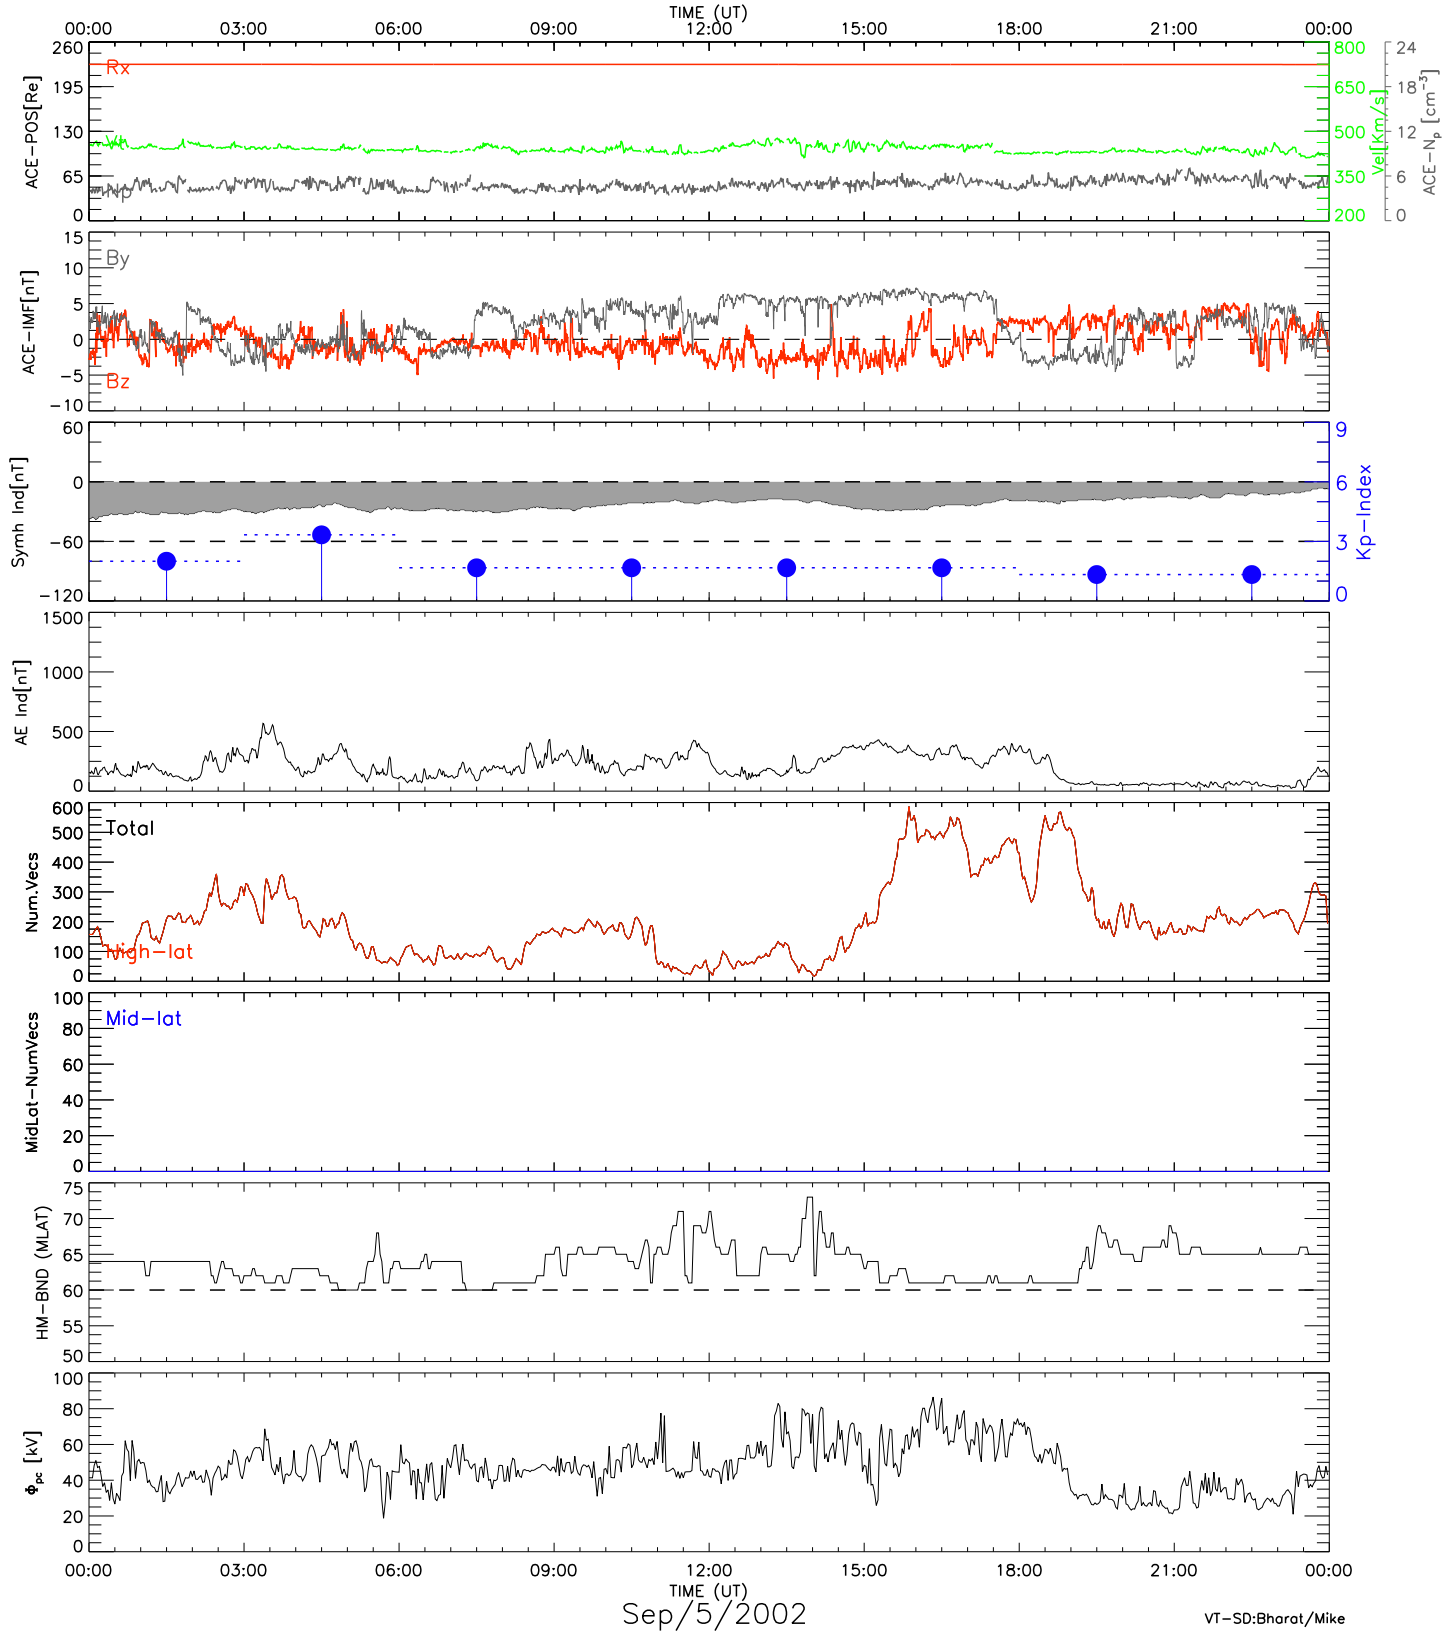 TIME (UT)
00:00 03:00 06:00 09:00 12:00 15:00 18:00 21:00 00:00
ACE-POS[Re]
260
195
130
65
0
Rx
Np
800
650
500
350
200
Vel[Km/s]
24
18
12
6
0
ACE-Np [cm-3]
ACE-IMF[nT]
15
10
5
0
-5
-10
By
Bz
Symh Ind[nT]
60
0
-60
-120
9
6
3
0
Kp-Index
AE Ind[nT]
1500
1000
500
0
Num.Vecs
600
500
400
300
200
100
0
Total
High-lat
MidLat-NumVecs
100
80
60
40
20
0
Mid-lat
HM-BND (MLAT)
75
70
65
60
55
50
Φpc [kV]
100
80
60
40
20
0
00:00 03:00 06:00 09:00 12:00 15:00 18:00 21:00 00:00
TIME (UT)
Sep/5/2002
VT-SD:Bharat/Mike